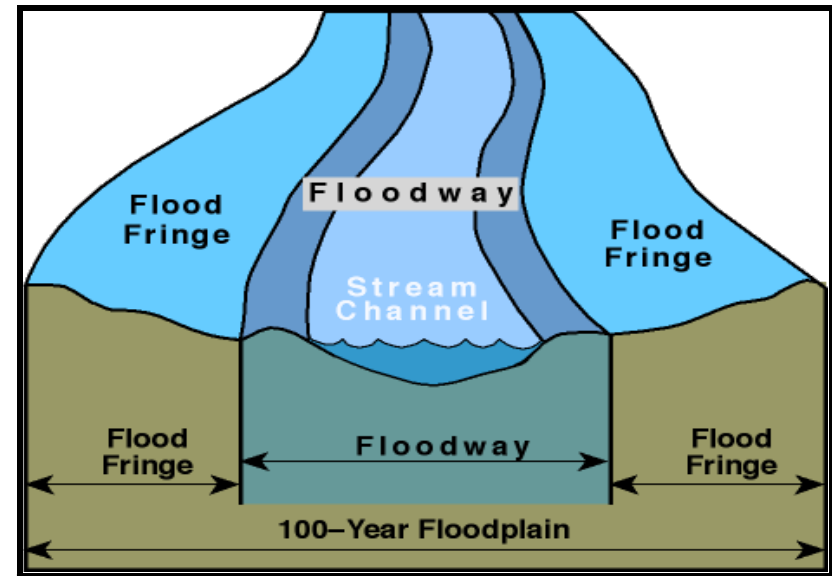 Floodway
Flood
Fringe
Flood
Fringe
Stream
Channel
Flood
Fringe
Floodway
Flood
Fringe
100–Year Floodplain